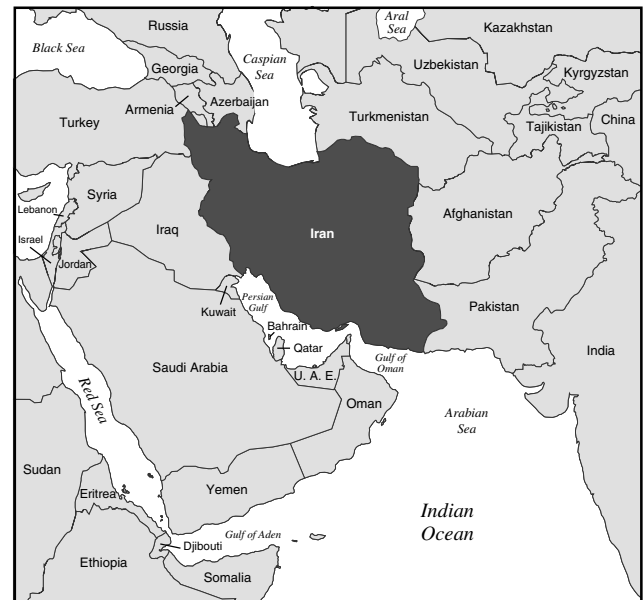 Russia
Kazakhstan
Aral
Sea
Black Sea
Caspian
Sea
Georgia
Uzbekistan
Kyrgyzstan
Armenia
Azerbaijan
Turkmenistan
Turkey
Tajikistan
China
Syria
Lebanon
Iraq
Iran
Afghanistan
Israel
Jordan
Kuwait
Persian
Gulf
Pakistan
Bahrain
Qatar
Gulf of
Oman
India
Saudi Arabia
U. A. E.
Red Sea
Oman
Arabian
Sea
Sudan
Eritrea
Yemen
Indian
Ocean
Gulf of Aden
Djibouti
Ethiopia
Somalia